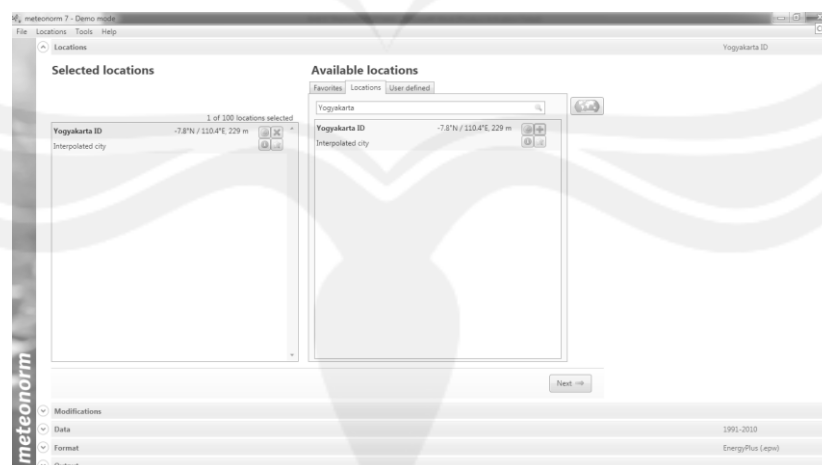 meteonorm 7 - Demo mode
File Locations Tools Help
Locations Yogyakarta ID
Selected locations
1 of 100 locations selected
Yogyakarta ID -7.8°N / 110.4°E, 229 m
Interpolated city
Available locations
Favorites Locations User defined
Yogyakarta
Yogyakarta ID -7.8°N / 110.4°E, 229 m
Interpolated city
Next
Modifications
Data 1991-2010
Format EnergyPlus (.epw)
Output
meteonorm